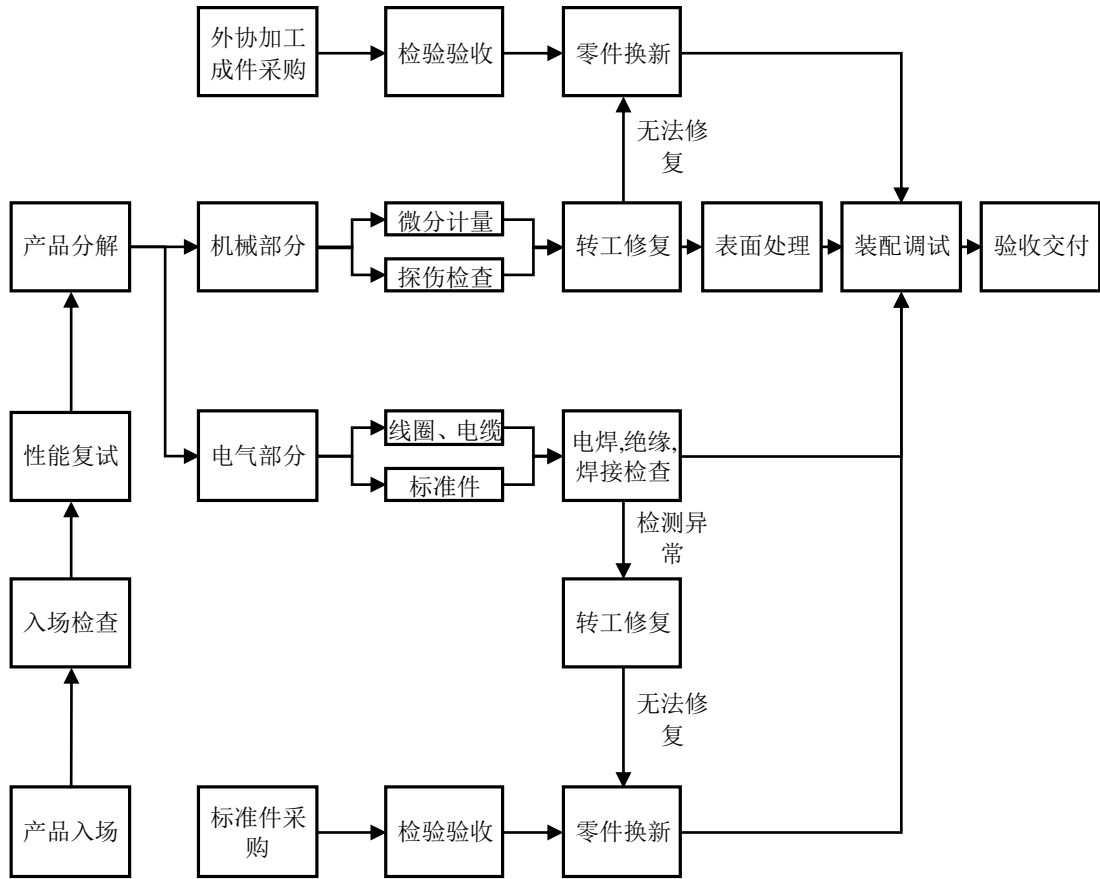 外协加工
成件采购
检验验收
零件换新
无法修
复
产品分解
机械部分
微分计量
探伤检查
转工修复
表面处理
装配调试
验收交付
性能复试
电气部分
线圈、电缆
标准件
电焊,绝缘,
焊接检查
检测异
常
入场检查
转工修复
无法修
复
产品入场
标准件采
购
检验验收
零件换新